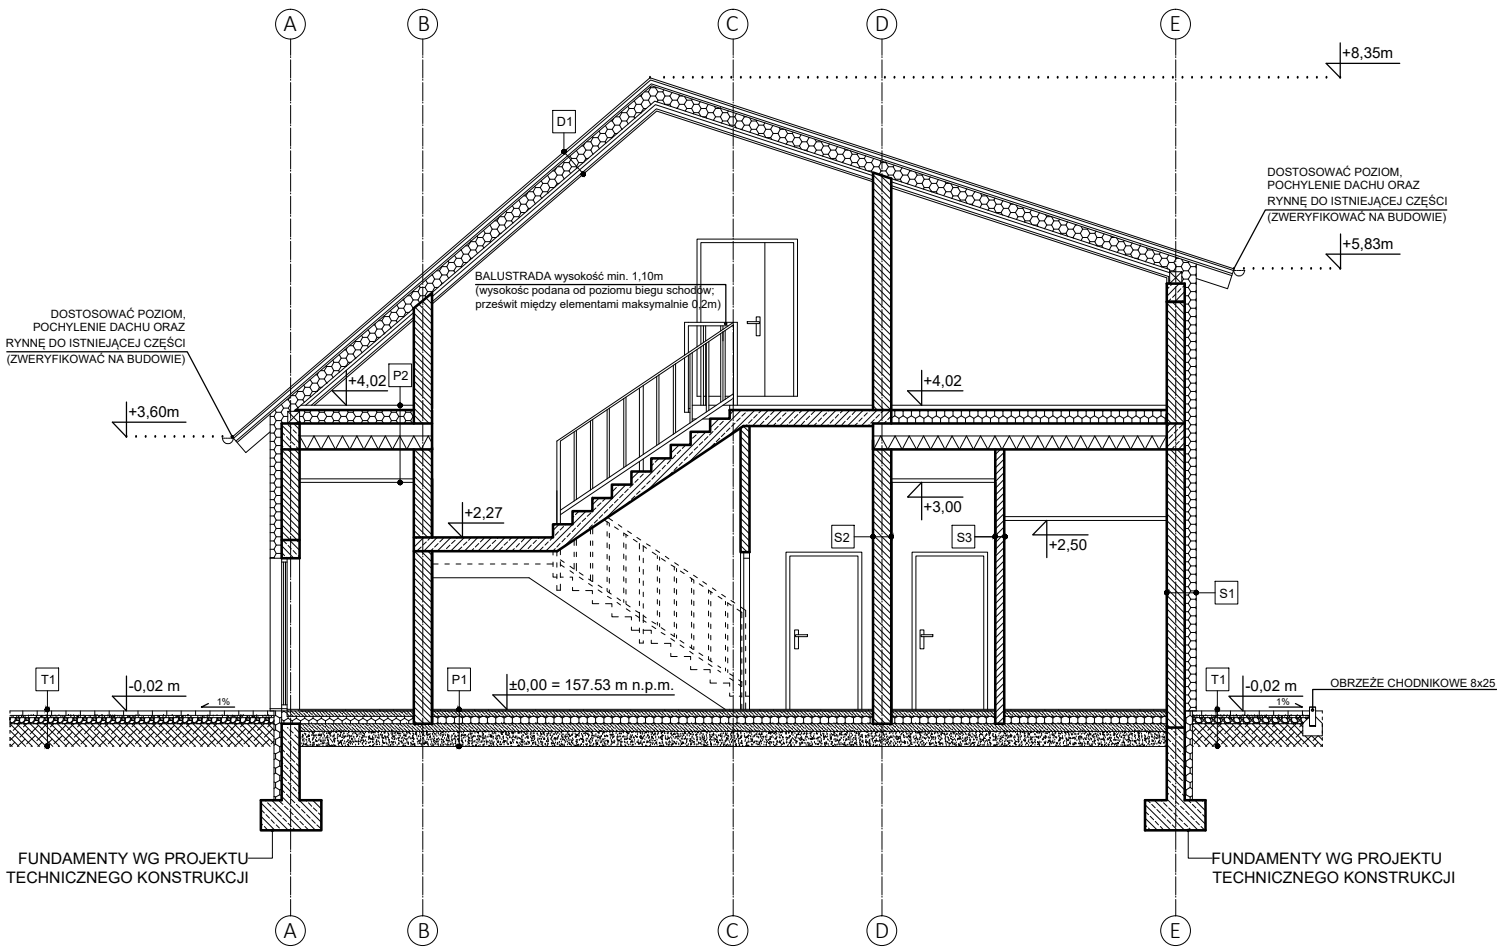 A
B
C
D
E
+8,35m
D1
DOSTOSOWAĆ POZIOM,
POCHYLENIE DACHU ORAZ
RYNNĘ DO ISTNIEJĄCEJ CZĘŚCI
(ZWERYFIKOWAĆ NA BUDOWIE)
+5,83m
BALUSTRADA wysokość min. 1,10m
(wysokość podana od poziomu biegu schodów;
prześwit między elementami maksymalnie 0,2m)
DOSTOSOWAĆ POZIOM,
POCHYLENIE DACHU ORAZ
RYNNĘ DO ISTNIEJĄCEJ CZĘŚCI
(ZWERYFIKOWAĆ NA BUDOWIE)
+4,02
P2
+4,02
+3,60m
+2,27
+3,00
S2
S3
+2,50
S1
T1
-0,02 m
1%
P1
±0,00 = 157.53 m n.p.m.
T1
-0,02 m
1%
OBRZEŻE CHODNIKOWE 8x25
FUNDAMENTY WG PROJEKTU
TECHNICZNEGO KONSTRUKCJI
FUNDAMENTY WG PROJEKTU
TECHNICZNEGO KONSTRUKCJI
A
B
C
D
E